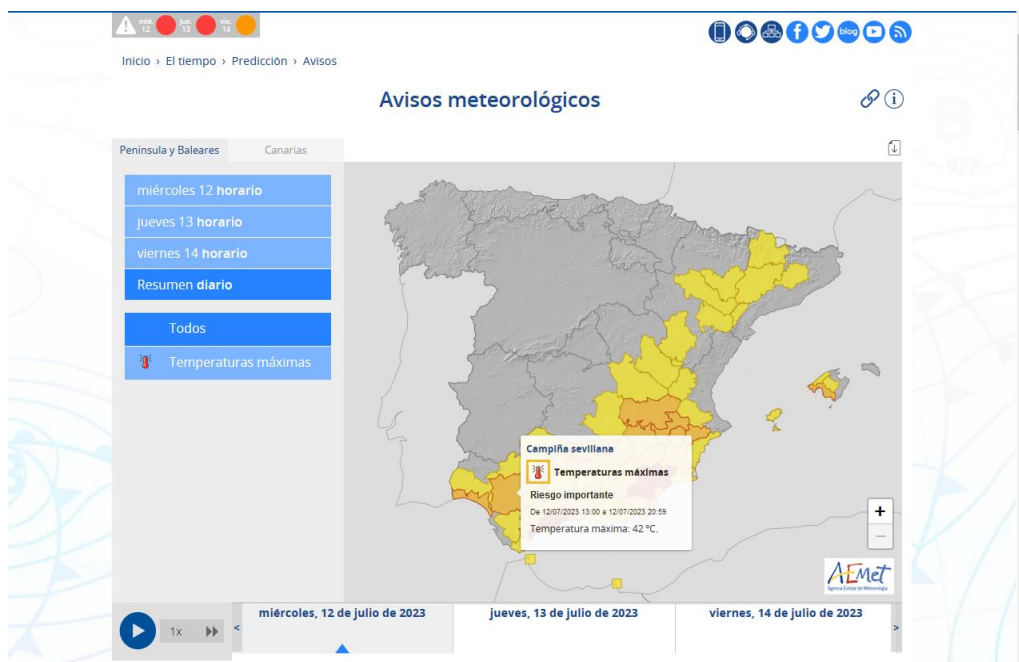 mié. 12 jue. 13 vie. 14
blog
Inicio › El tiempo › Predicción › Avisos
Avisos meteorológicos
Península y Baleares Canarias
miércoles 12 horario
jueves 13 horario
viernes 14 horario
Resumen diario
Todos
Temperaturas máximas
Campiña sevillana
Temperaturas máximas
Riesgo importante
De 12/07/2023 13:00 a 12/07/2023 20:59
Temperatura máxima: 42 ºC.
+
−
AEMet
Agencia Estatal de Meteorología
1x
< miércoles, 12 de julio de 2023 jueves, 13 de julio de 2023 viernes, 14 de julio de 2023 >
B
972